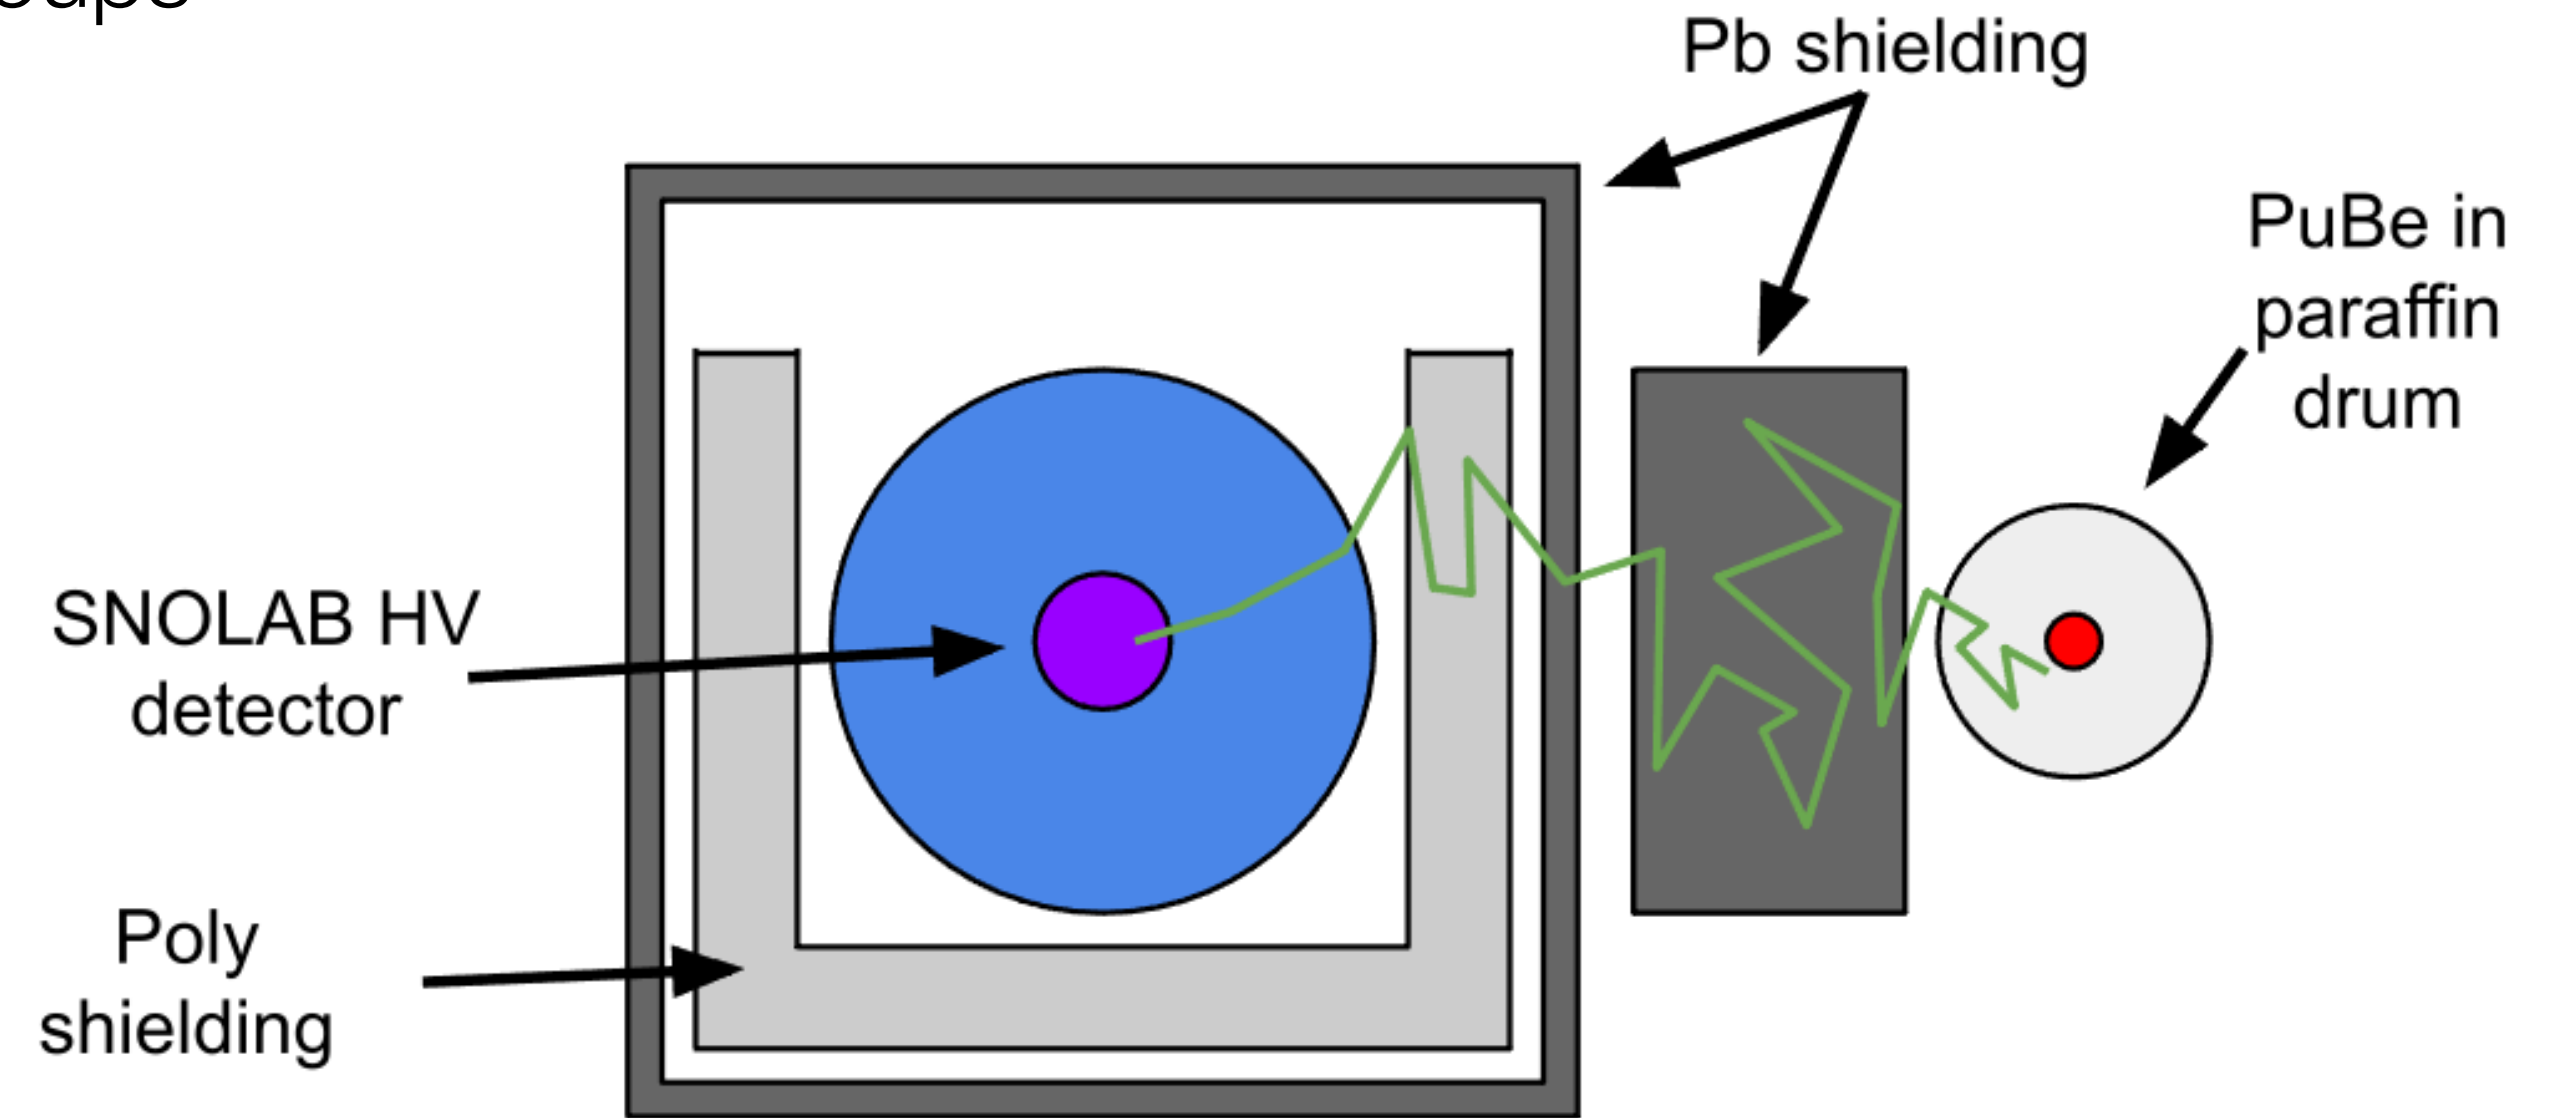 Pb shielding
PuBe in
paraffin
drum
SNOLAB HV
detector
Poly
shielding